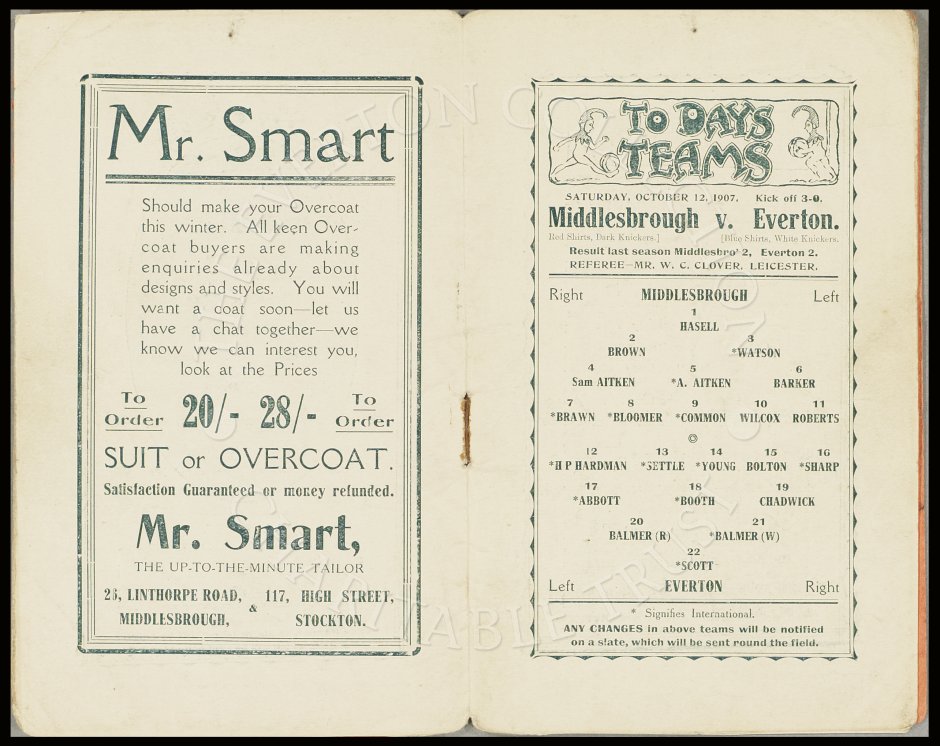 Mr. Smart
Should make your Overcoat
this winter. All keen Over-
coat buyers are making
enquiries already about
designs and styles. You will
want a coat soon—let us
have a chat together—we
know we can interest you,
look at the Prices
To Order 20/- 28/- To Order
SUIT or OVERCOAT.
Satisfaction Guaranteed or money refunded.
Mr. Smart,
THE UP-TO-THE-MINUTE TAILOR
26, LINTHORPE ROAD, & 117, HIGH STREET,
MIDDLESBROUGH, STOCKTON.
TO DAYS
TEAMS
SATURDAY, OCTOBER 12, 1907. Kick off 3-0.
Middlesbrough v. Everton.
Red Shirts, Dark Knickers.] [Blue Shirts, White Knickers.
Result last season Middlesbro' 2, Everton 2.
REFEREE—MR. W. C. CLOVER, LEICESTER.
Right MIDDLESBROUGH Left
1
HASELL
2 3
BROWN *WATSON
4 5 6
Sam AITKEN *A. AITKEN BARKER
7 8 9 10 11
*BRAWN *BLOOMER *COMMON WILCOX ROBERTS
12 13 14 15 16
*H P HARDMAN *SETTLE *YOUNG BOLTON *SHARP
17 18 19
*ABBOTT *BOOTH CHADWICK
20 21
BALMER (R) *BALMER (W)
22
*SCOTT
Left EVERTON Right
* Signifies International.
ANY CHANGES in above teams will be notified
on a slate, which will be sent round the field.